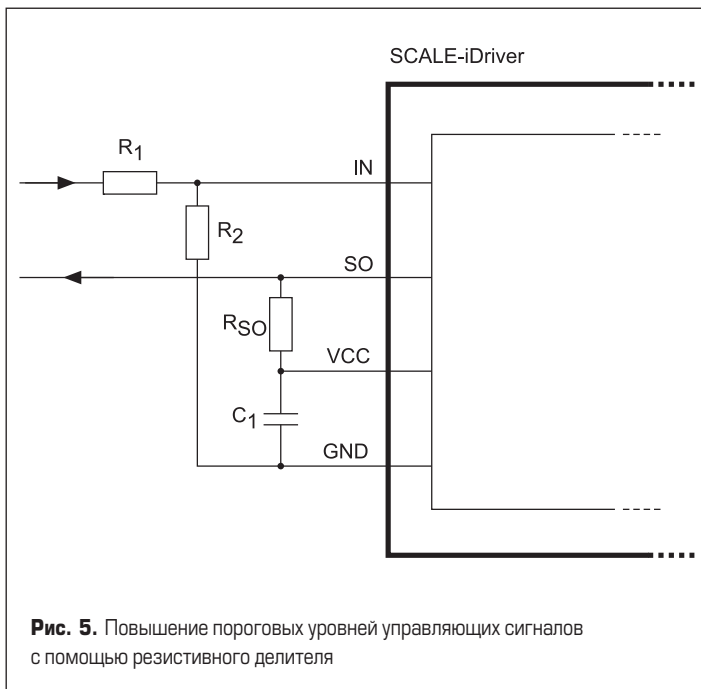 SCALE-iDriver
R1
IN
R2
SO
RSO
VCC
C1
GND
Рис. 5. Повышение пороговых уровней управляющих сигналов
с помощью резистивного делителя